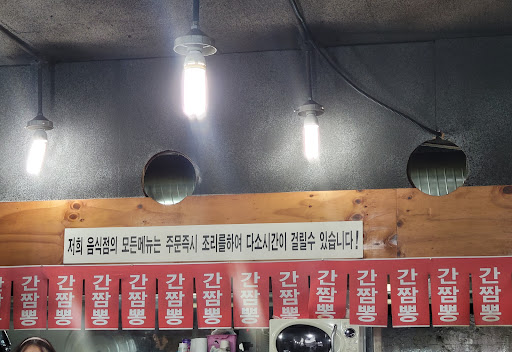 저희 음식점의 모든메뉴는 주문즉시 조리를하여 다소시간이 걸릴수 있습니다!
간짬뽕 간짬뽕 간짬뽕 간짬뽕 간짬뽕 간짬뽕 간짬뽕 간짬뽕 간짬뽕 간짬뽕 간짬뽕 간짬뽕 간짬뽕